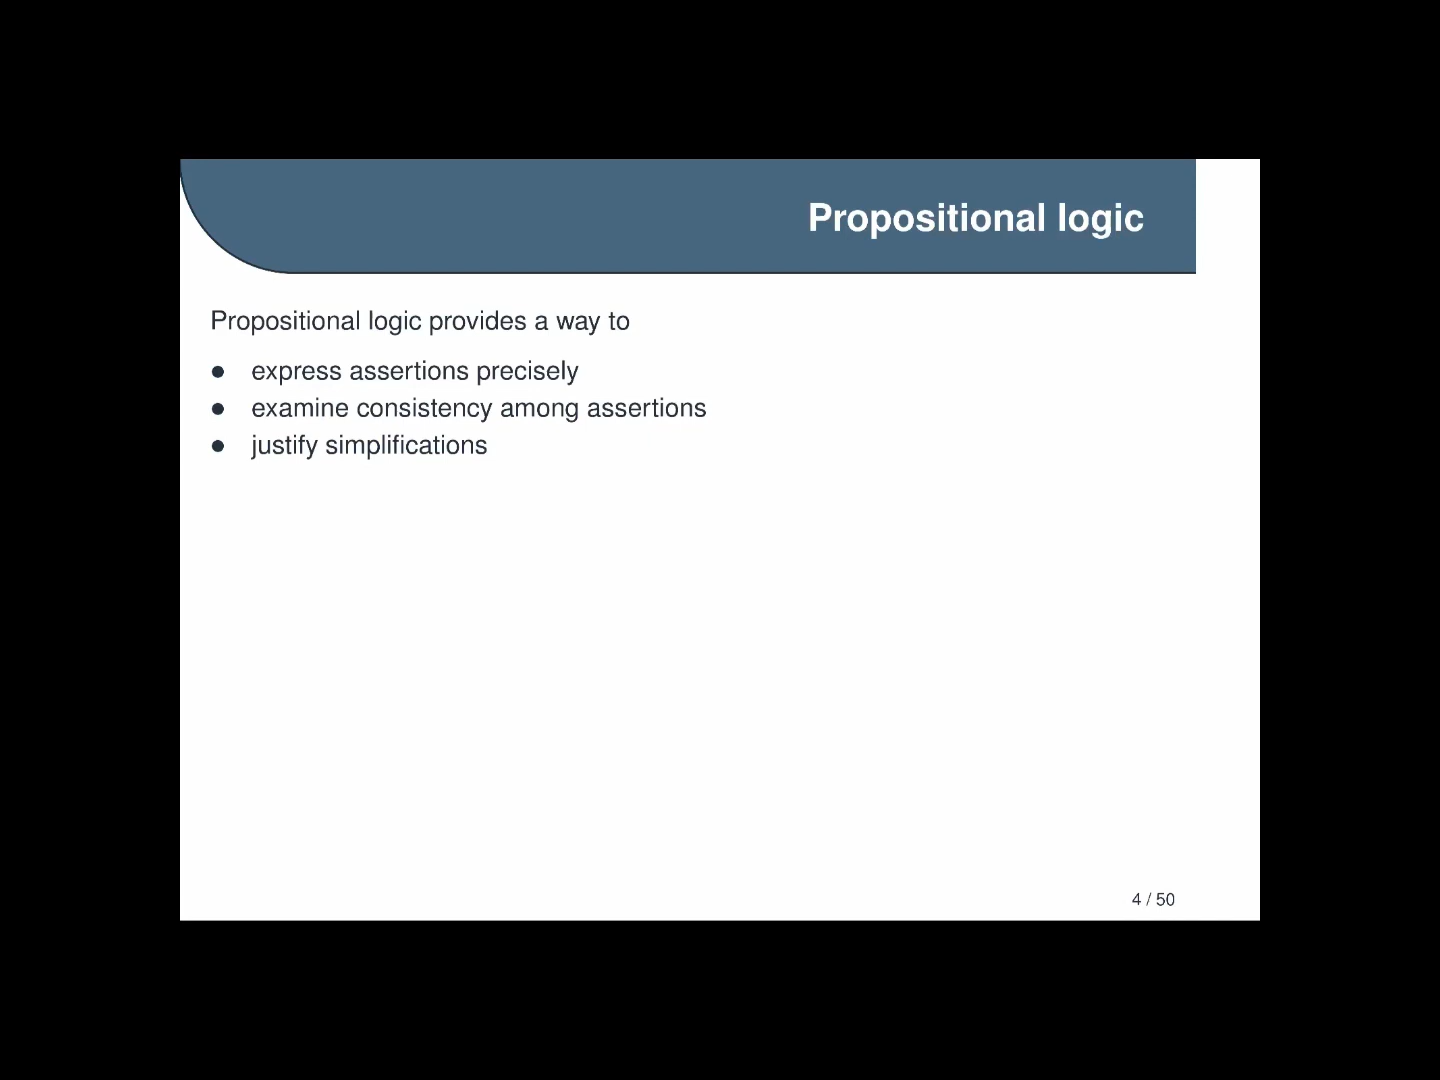 Propositional logic
Propositional logic provides a way to
● express assertions precisely
● examine consistency among assertions
● justify simplifications
4 / 50